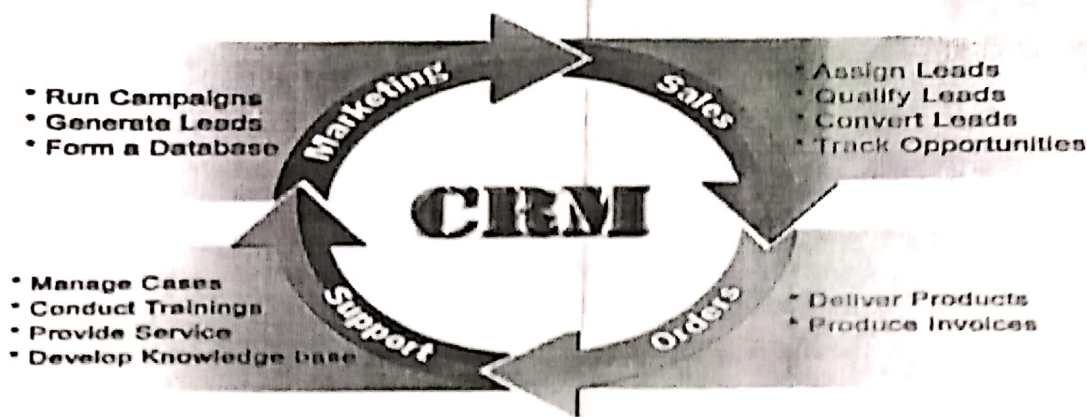 Marketing
* Run Campaigns
* Generate Leads
* Form a Database
Sales
* Assign Leads
* Qualify Leads
* Convert Leads
* Track Opportunities
CRM
Support
* Manage Cases
* Conduct Trainings
* Provide Service
* Develop Knowledge base
Orders
* Deliver Products
* Produce Invoices